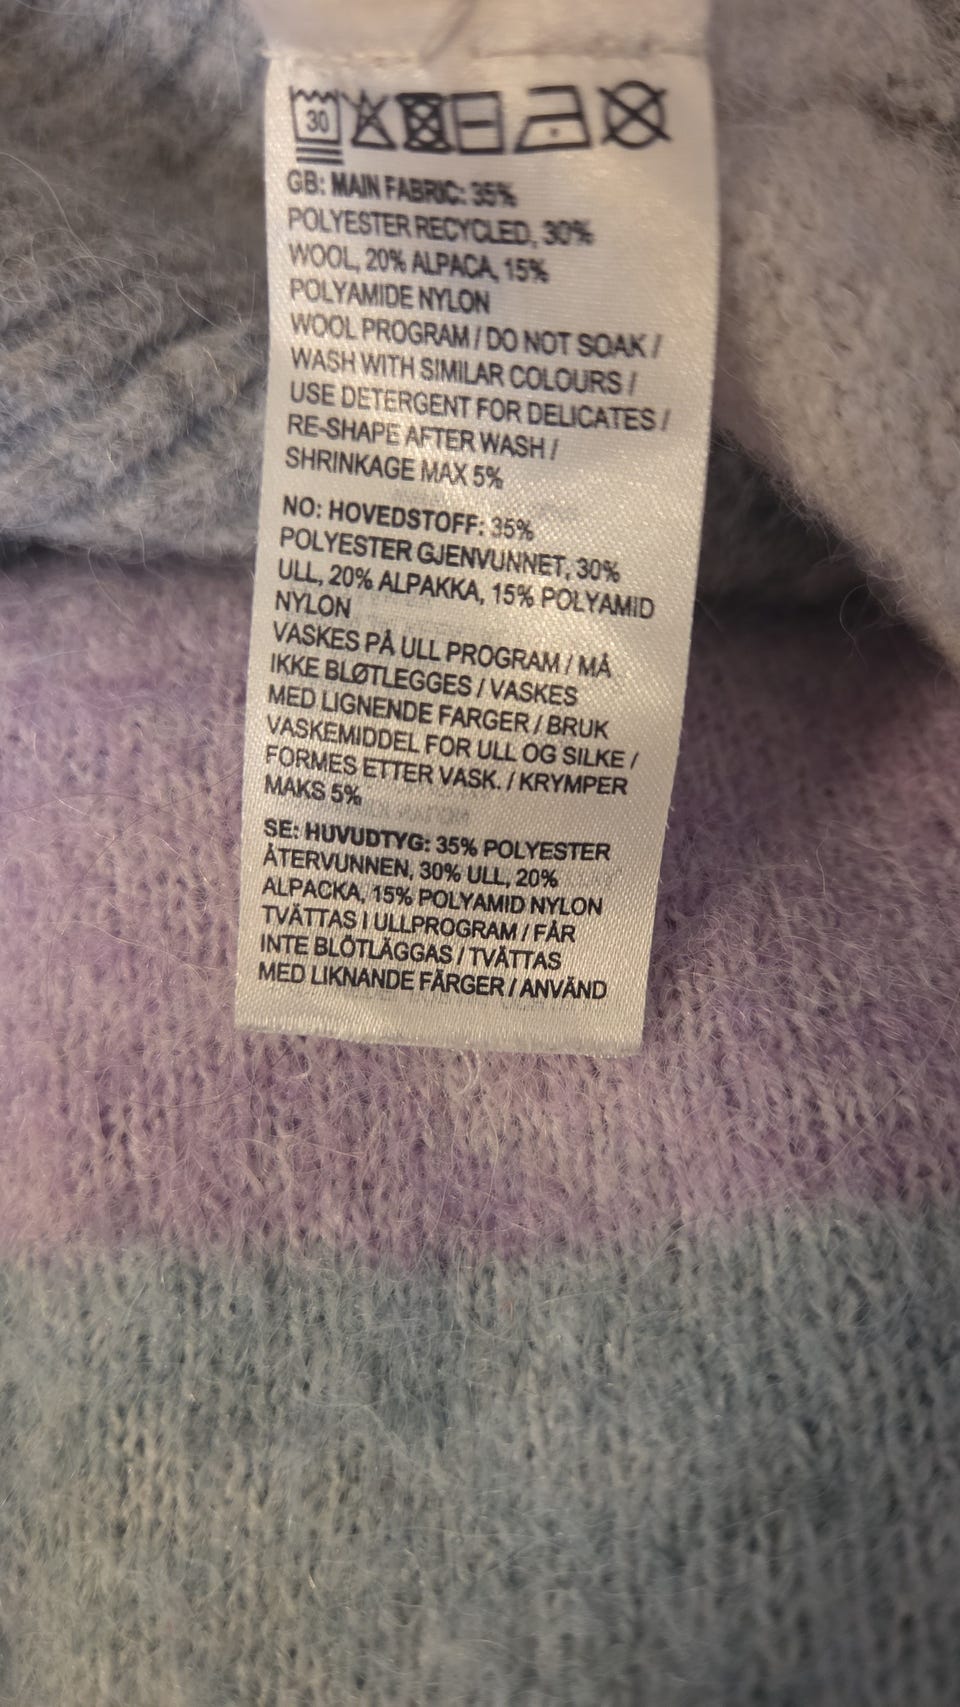 30
GB: MAIN FABRIC: 35%
POLYESTER RECYCLED, 30%
WOOL, 20% ALPACA, 15%
POLYAMIDE NYLON
WOOL PROGRAM / DO NOT SOAK /
WASH WITH SIMILAR COLOURS /
USE DETERGENT FOR DELICATES /
RE-SHAPE AFTER WASH /
SHRINKAGE MAX 5%
NO: HOVEDSTOFF: 35%
POLYESTER GJENVUNNET, 30%
ULL, 20% ALPAKKA, 15% POLYAMID
NYLON
VASKES PÅ ULL PROGRAM / MÅ
IKKE BLØTLEGGES / VASKES
MED LIGNENDE FARGER / BRUK
VASKEMIDDEL FOR ULL OG SILKE /
FORMES ETTER VASK. / KRYMPER
MAKS 5%
SE: HUVUDTYG: 35% POLYESTER
ÅTERVUNNEN, 30% ULL, 20%
ALPACKA, 15% POLYAMID NYLON
TVÄTTAS I ULLPROGRAM / FÅR
INTE BLÖTLÄGGAS / TVÄTTAS
MED LIKNANDE FÄRGER / ANVÄND